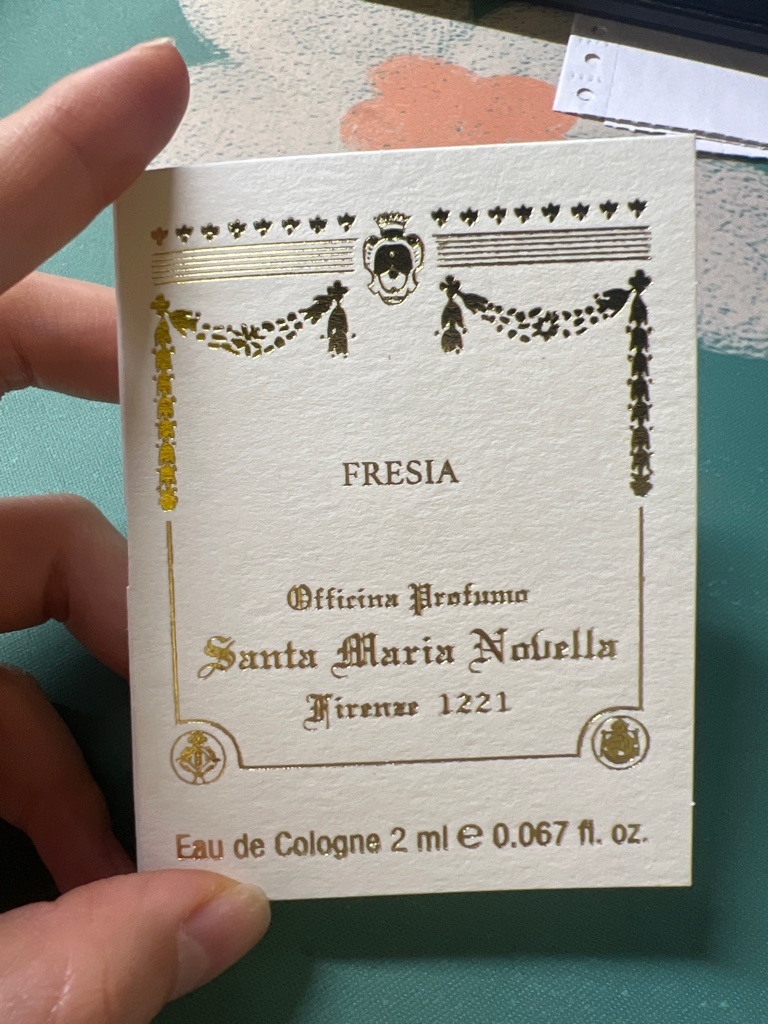 FRESIA
Officina Profumo
Santa Maria Novella
Firenze 1221
Eau de Cologne 2 ml ℮ 0.067 fl. oz.